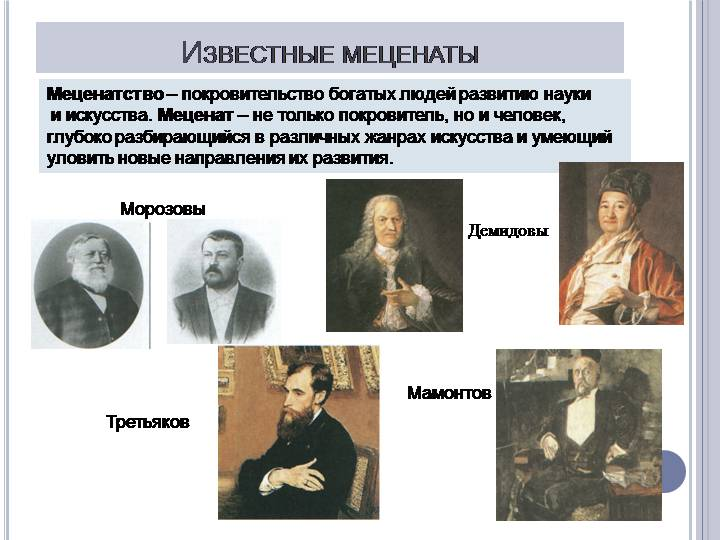 ИЗВЕСТНЫЕ МЕЦЕНАТЫ
Меценатство – покровительство богатых людей развитию науки
и искусства. Меценат – не только покровитель, но и человек,
глубоко разбирающийся в различных жанрах искусства и умеющий
уловить новые направления их развития.
Морозовы
Демидовы
Мамонтов
Третьяков